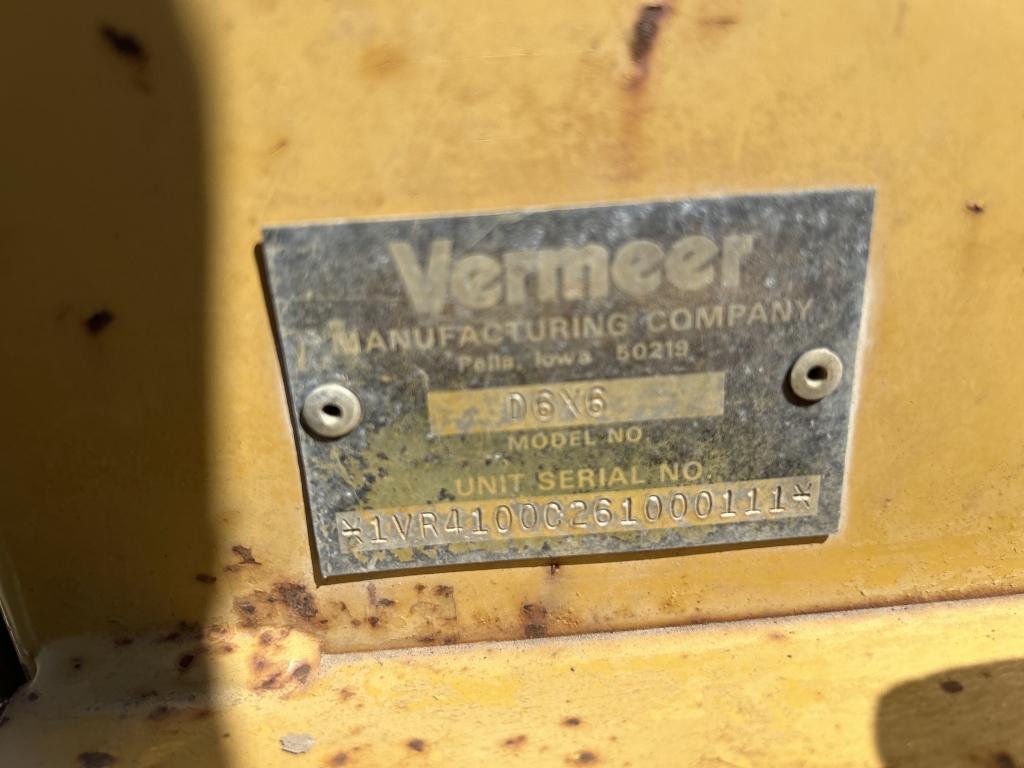 Vermeer
MANUFACTURING COMPANY
Pella, Iowa 50219
D6X6
MODEL NO.
UNIT SERIAL NO.
*1VR4100C261000111*